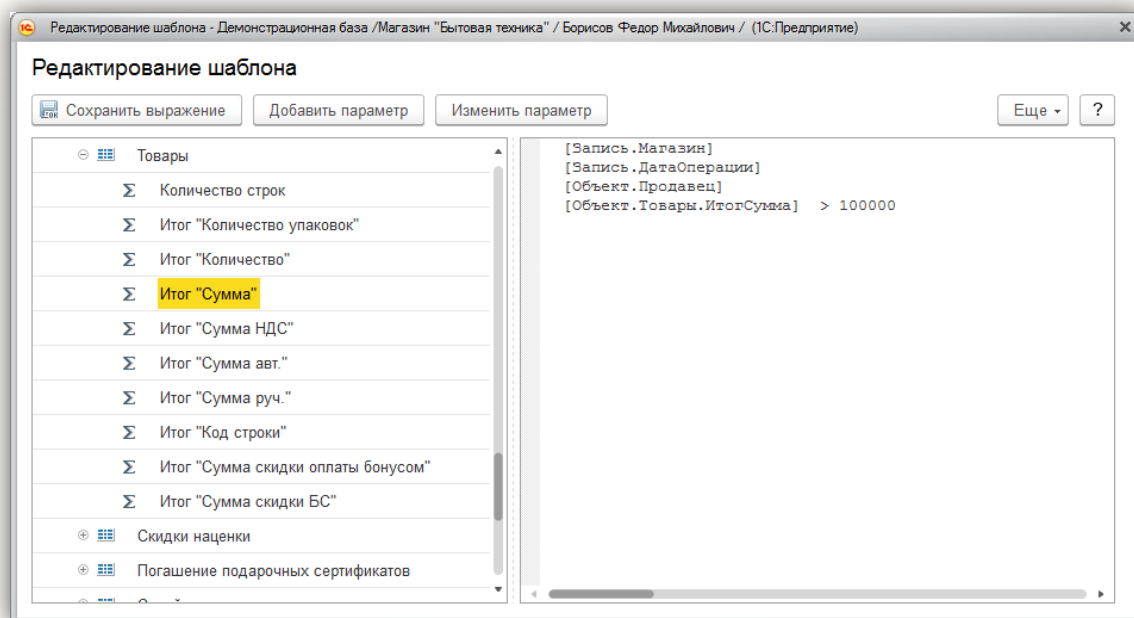 Редактирование шаблона - Демонстрационная база /Магазин "Бытовая техника" / Борисов Федор Михайлович / (1С:Предприятие)
Редактирование шаблона
Сохранить выражение
Добавить параметр
Изменить параметр
Еще
?
Товары
Количество строк
Итог "Количество упаковок"
Итог "Количество"
Итог "Сумма"
Итог "Сумма НДС"
Итог "Сумма авт."
Итог "Сумма руч."
Итог "Код строки"
Итог "Сумма скидки оплаты бонусом"
Итог "Сумма скидки БС"
Скидки наценки
Погашение подарочных сертификатов
[Запись.Магазин]
[Запись.ДатаОперации]
[Объект.Продавец]
[Объект.Товары.ИтогСумма] > 100000